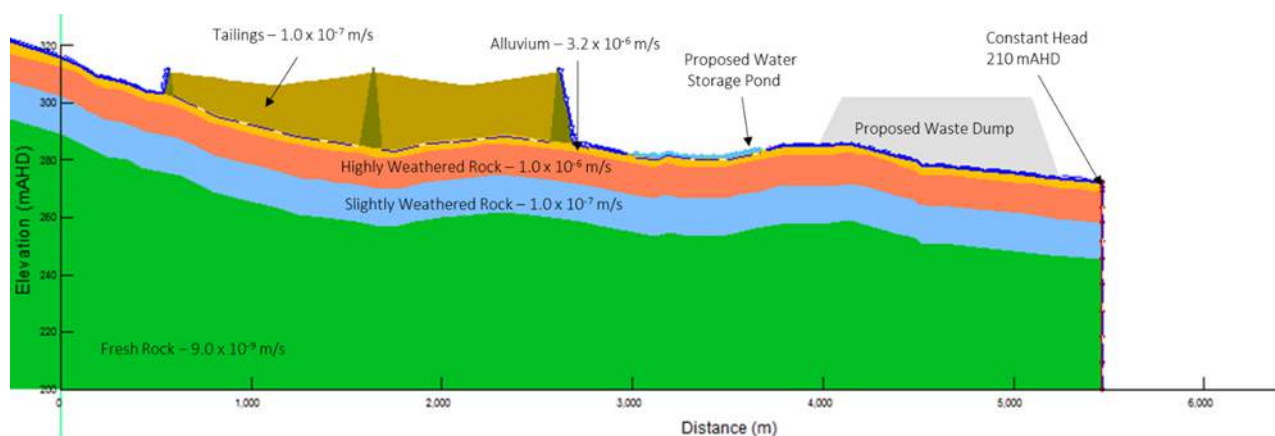 Tailings – 1.0 x 10⁻⁷ m/s
Alluvium – 3.2 x 10⁻⁶ m/s
Proposed Water
Storage Pond
Constant Head
210 mAHD
Proposed Waste Dump
Highly Weathered Rock – 1.0 x 10⁻⁶ m/s
Slightly Weathered Rock – 1.0 x 10⁻⁷ m/s
Fresh Rock – 9.0 x 10⁻⁹ m/s
Elevation (mAHD)
320
300
280
260
240
220
200
0
1,000
2,000
3,000
4,000
5,000
6,000
Distance (m)